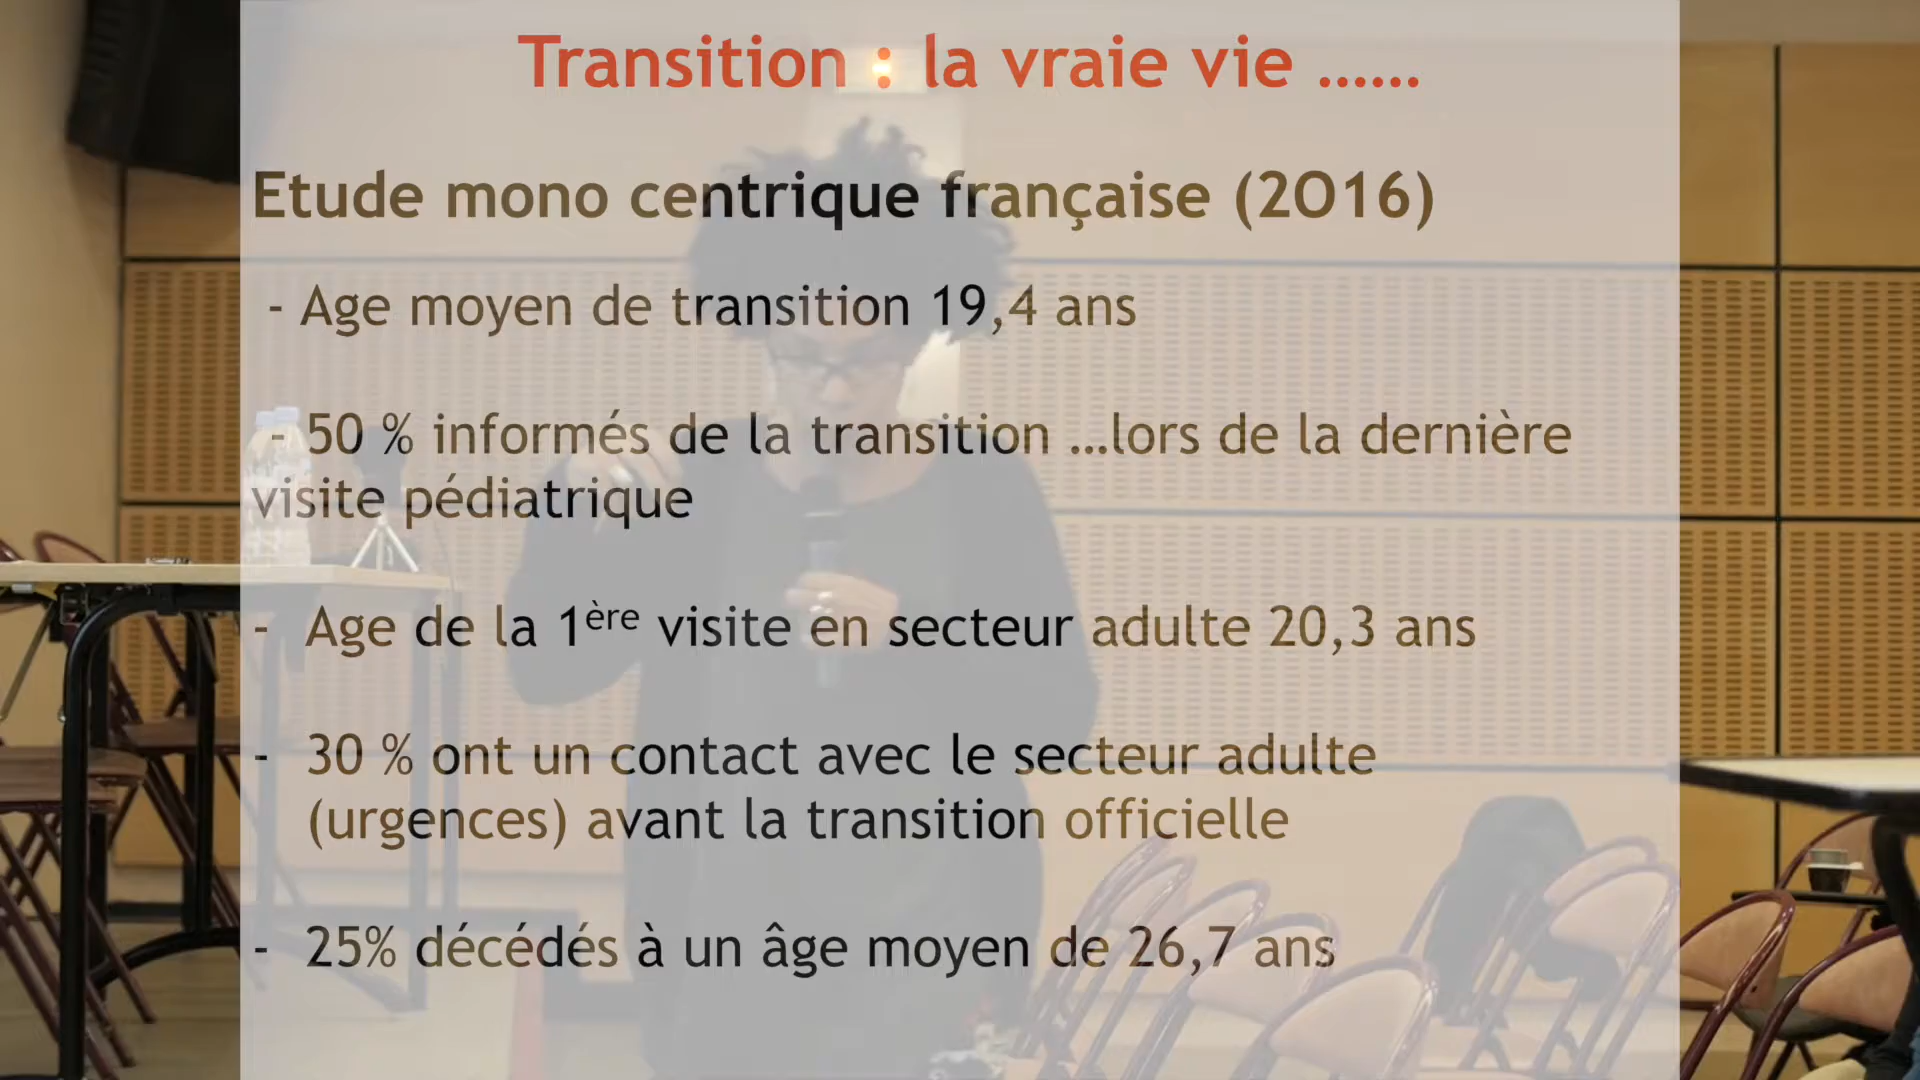 Transition : la vraie vie ......
Etude mono centrique française (2O16)
- Age moyen de transition 19,4 ans
- 50 % informés de la transition ...lors de la dernière
visite pédiatrique
- Age de la 1ère visite en secteur adulte 20,3 ans
- 30 % ont un contact avec le secteur adulte
(urgences) avant la transition officielle
- 25% décédés à un âge moyen de 26,7 ans